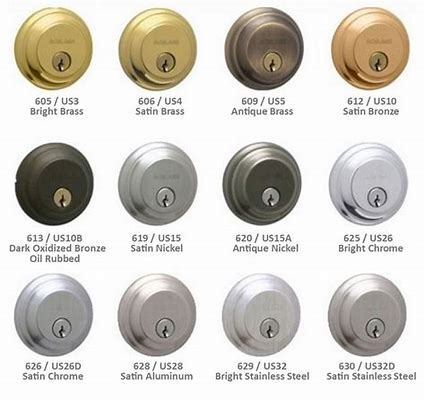 605 / US3
Bright Brass
606 / US4
Satin Brass
609 / US5
Antique Brass
612 / US10
Satin Bronze
613 / US10B
Dark Oxidized Bronze
Oil Rubbed
619 / US15
Satin Nickel
620 / US15A
Antique Nickel
625 / US26
Bright Chrome
626 / US26D
Satin Chrome
628 / US28
Satin Aluminum
629 / US32
Bright Stainless Steel
630 / US32D
Satin Stainless Steel